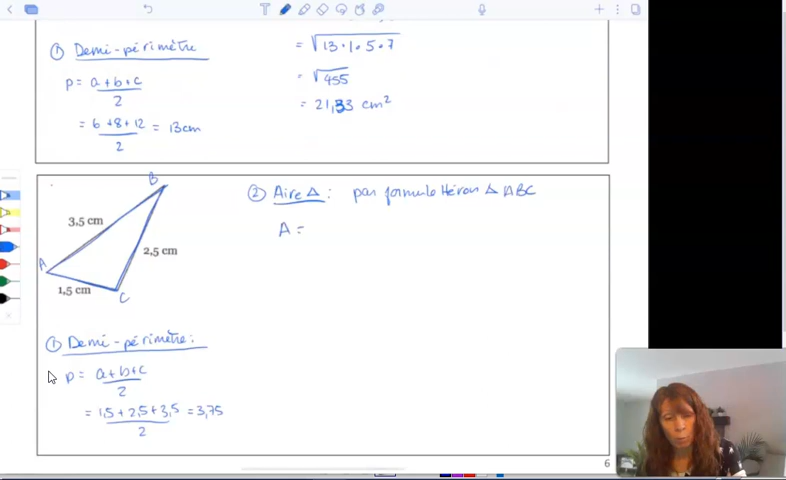 ① Demi-périmètre
p = a+b+c
2
= 6+8+12 = 13cm
2
= √13·1·5·7
= √455
= 21,33 cm²
B
3,5 cm
2,5 cm
A
1,5 cm
C
② Aire Δ : par formule Héron Δ ABC
A =
① Demi-périmètre:
p = a+b+c
2
= 1,5+2,5+3,5 = 3,75
2
6